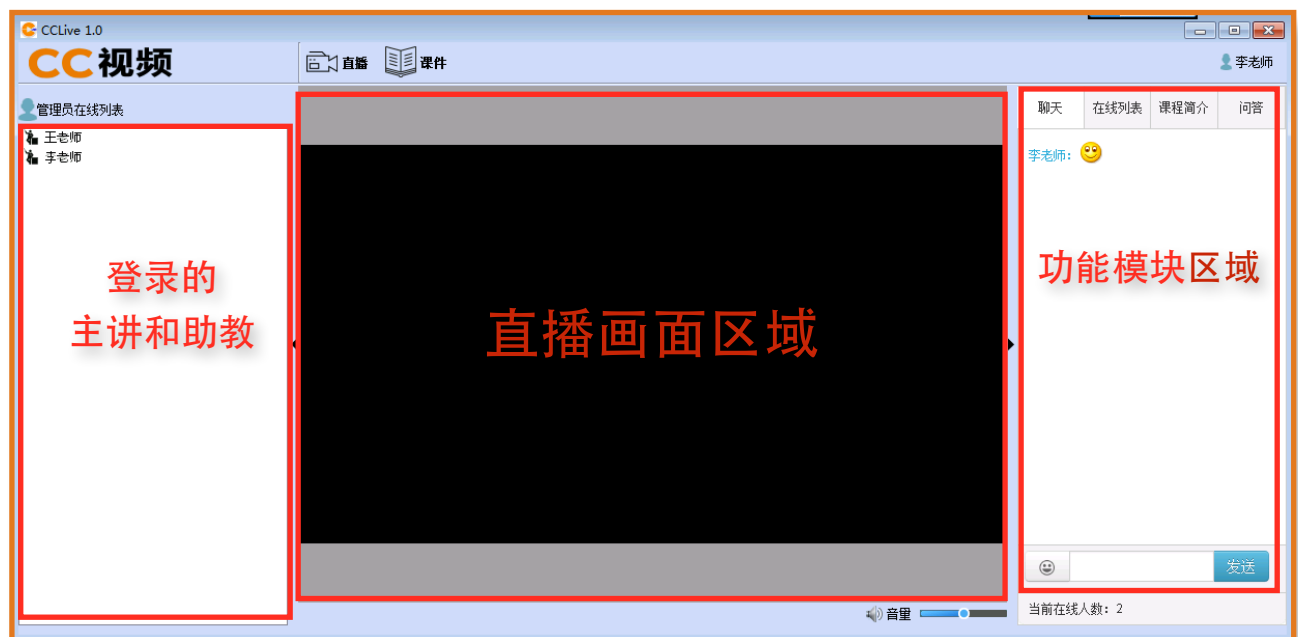 CCLive 1.0
CC视频
直播
课件
李老师
管理员在线列表
王老师
李老师
登录的
主讲和助教
直播画面区域
聊天
在线列表
课程简介
问答
李老师：
功能模块区域
发送
音量
当前在线人数：2